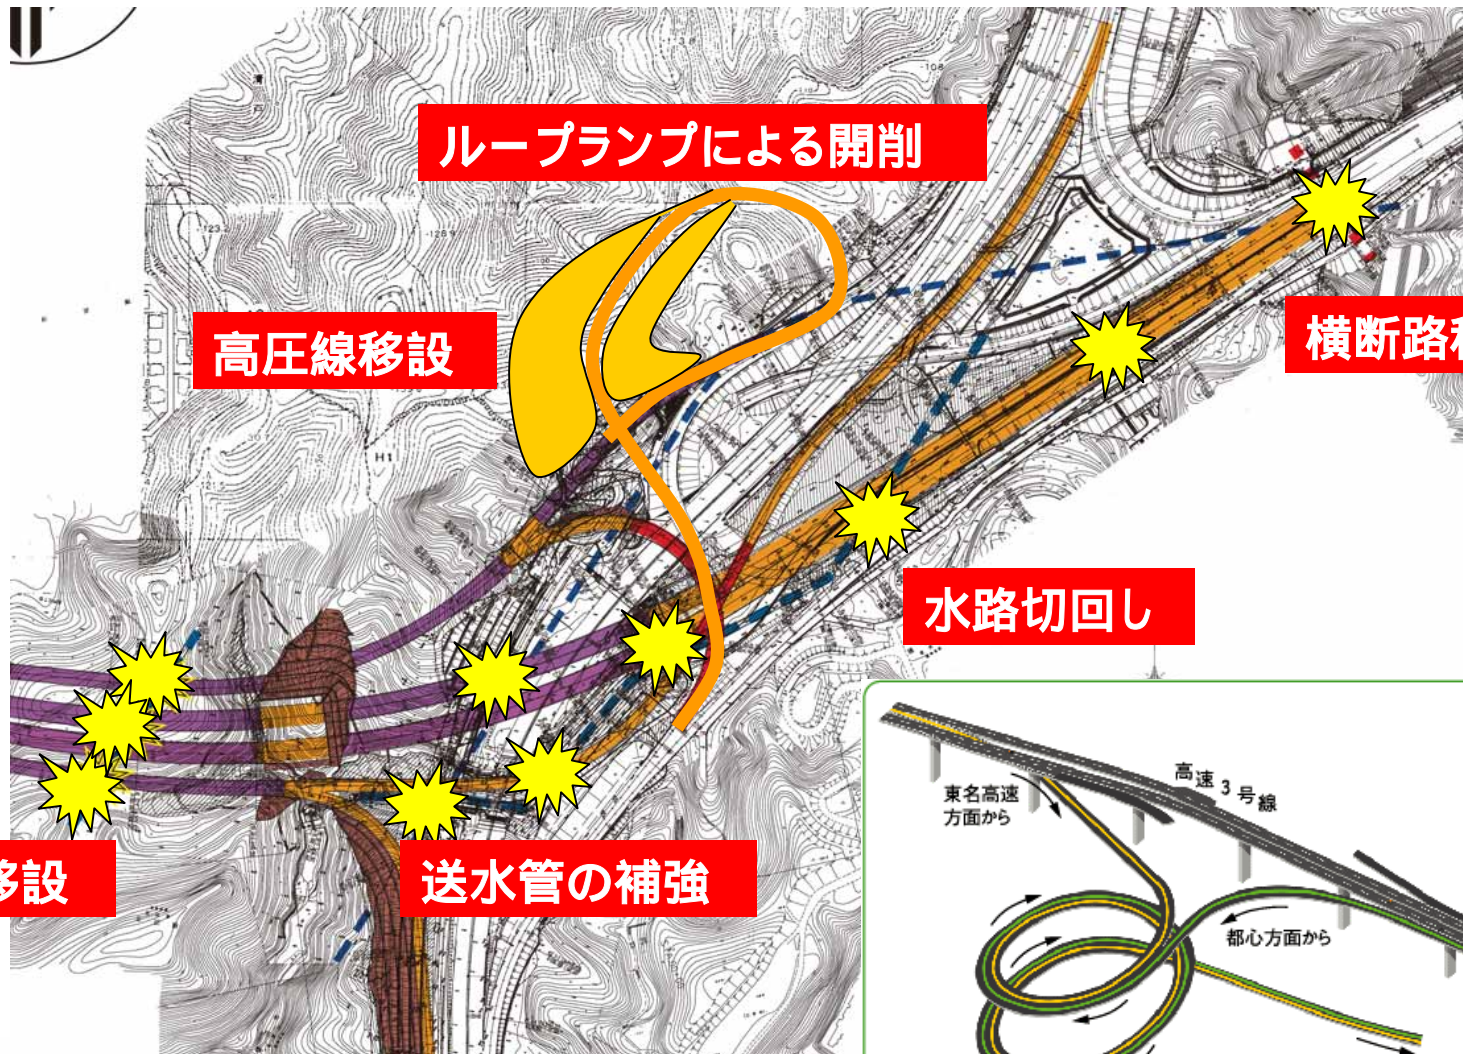 ループランプによる開削
高圧線移設
横断路
水路切回し
移設
送水管の補強
高速3号線
東名高速
方面から
都心方面から
H1